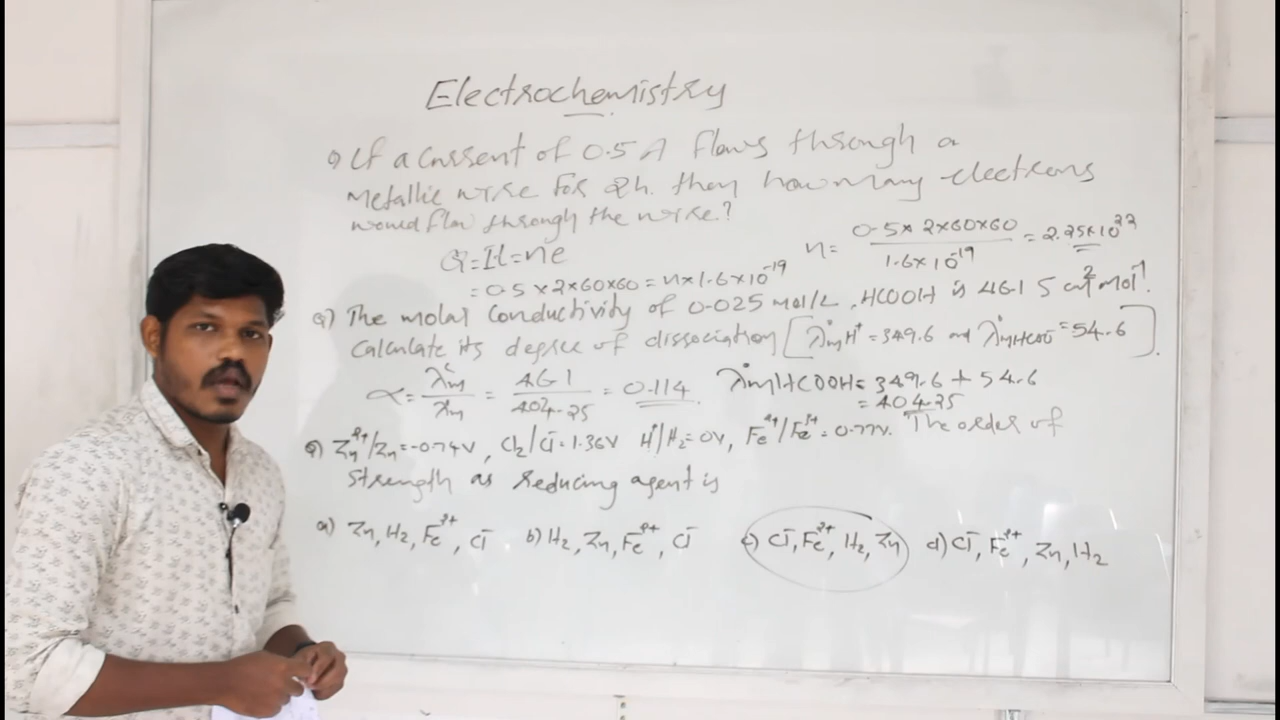 Electrochemistry
Q If a Current of 0.5 A flows through a
Metallic wire for 2h. then how many electrons
would flow through the wire?
Q=It=ne
= 0.5 × 2×60×60 = n×1.6×10⁻¹⁹
n = 0.5 × 2×60×60 / 1.6×10⁻¹⁹ = 2.25×10²²
Q) The molar Conductivity of 0.025 mol/L , HCOOH is 46.1 S cm² mol⁻¹.
Calculate its degree of dissociation [ λ°m H⁺ = 349.6 and λ°m HCOO⁻ = 54.6 ].
α = λᶜm / λ°m = 46.1 / 404.25 = 0.114
λ°m HCOOH = 349.6 + 54.6
= 404.25
Q) Zn²⁺/Zn = -0.74V , Cl₂/Cl⁻ = 1.36V H⁺/H₂ = 0V, Fe³⁺/Fe²⁺ = 0.77V. The order of
strength as reducing agent is
a) Zn, H₂, Fe²⁺, Cl⁻ b) H₂, Zn, Fe²⁺, Cl⁻ c) Cl⁻, Fe²⁺, H₂, Zn d) Cl⁻, Fe²⁺, Zn, H₂